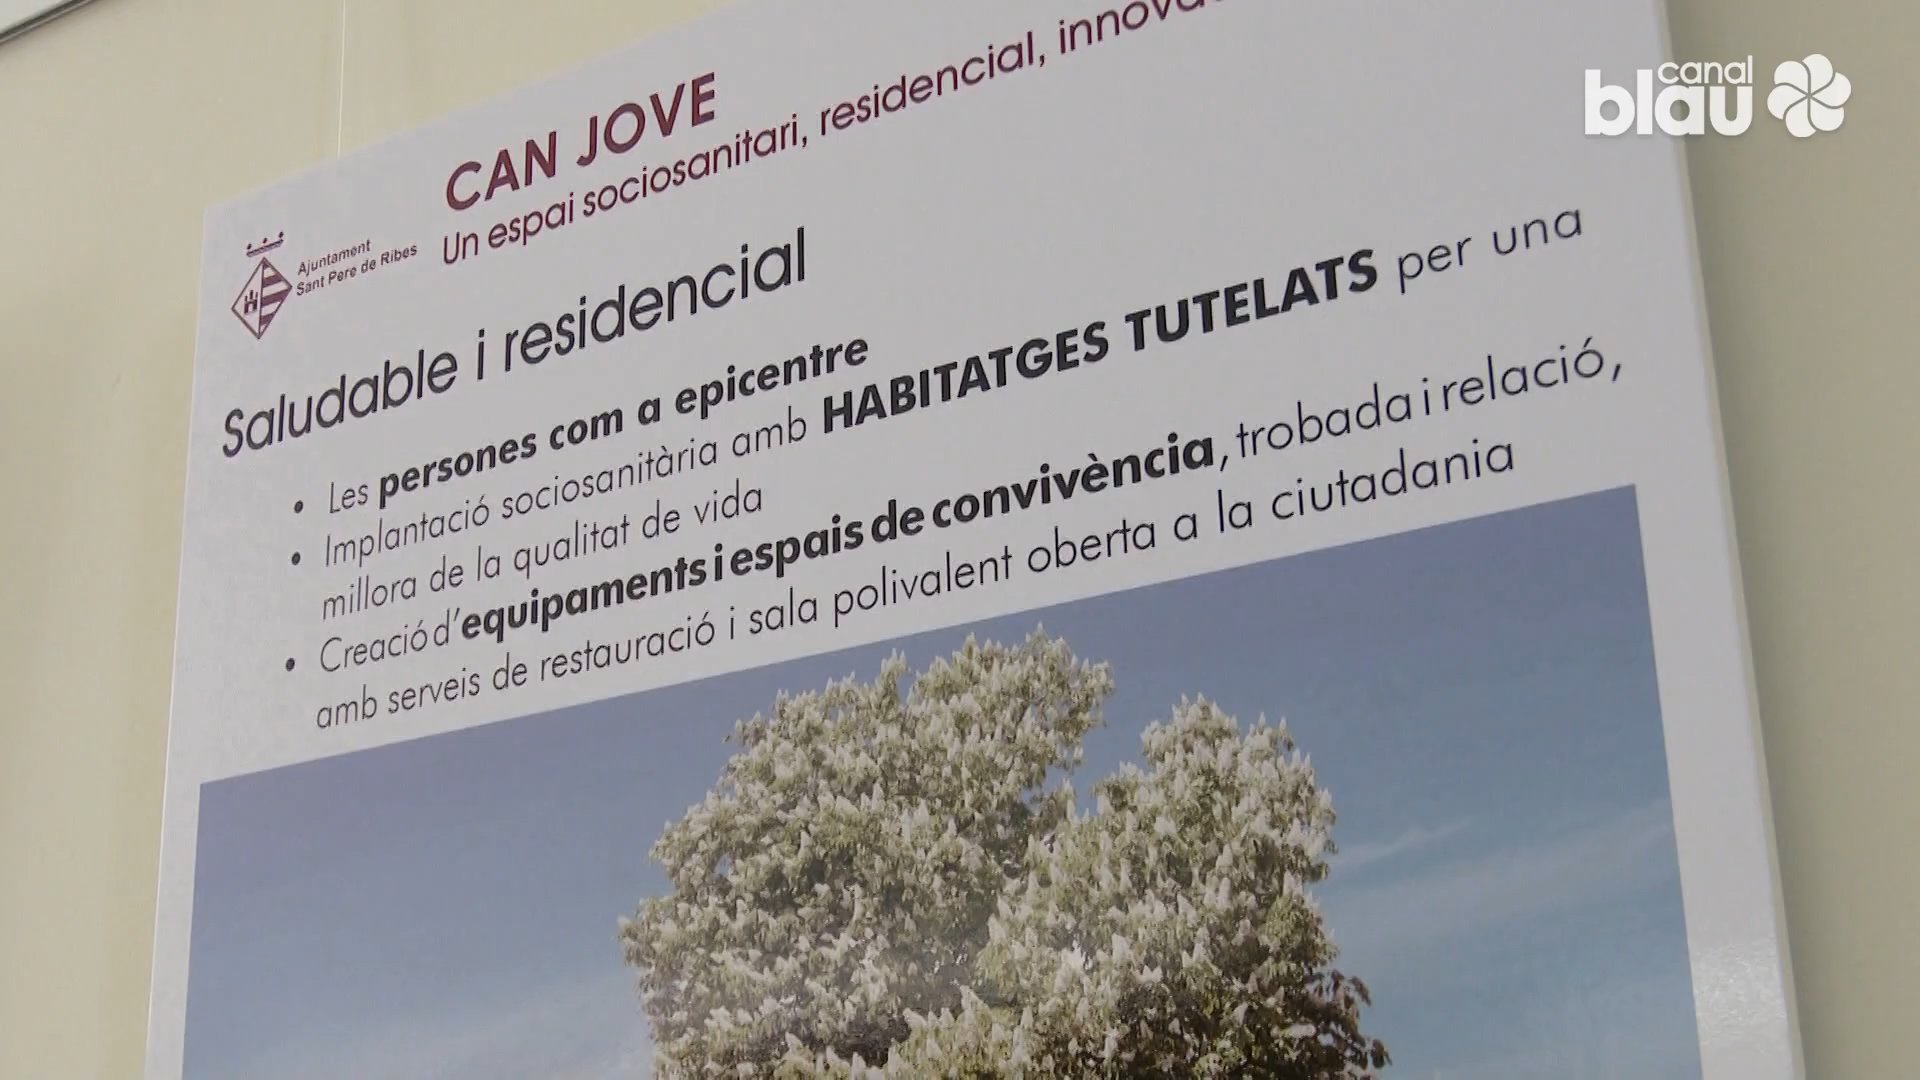 canal
blau
CAN JOVE
Un espai sociosanitari, residencial,
Ajuntament
Sant Pere de Ribes
Saludable i residencial
• Les persones com a epicentre
• Implantació sociosanitària amb HABITATGES TUTELATS per una
millora de la qualitat de vida
• Creació d'equipaments i espais de convivència, trobada i relació,
amb serveis de restauració i sala polivalent oberta a la ciutadania